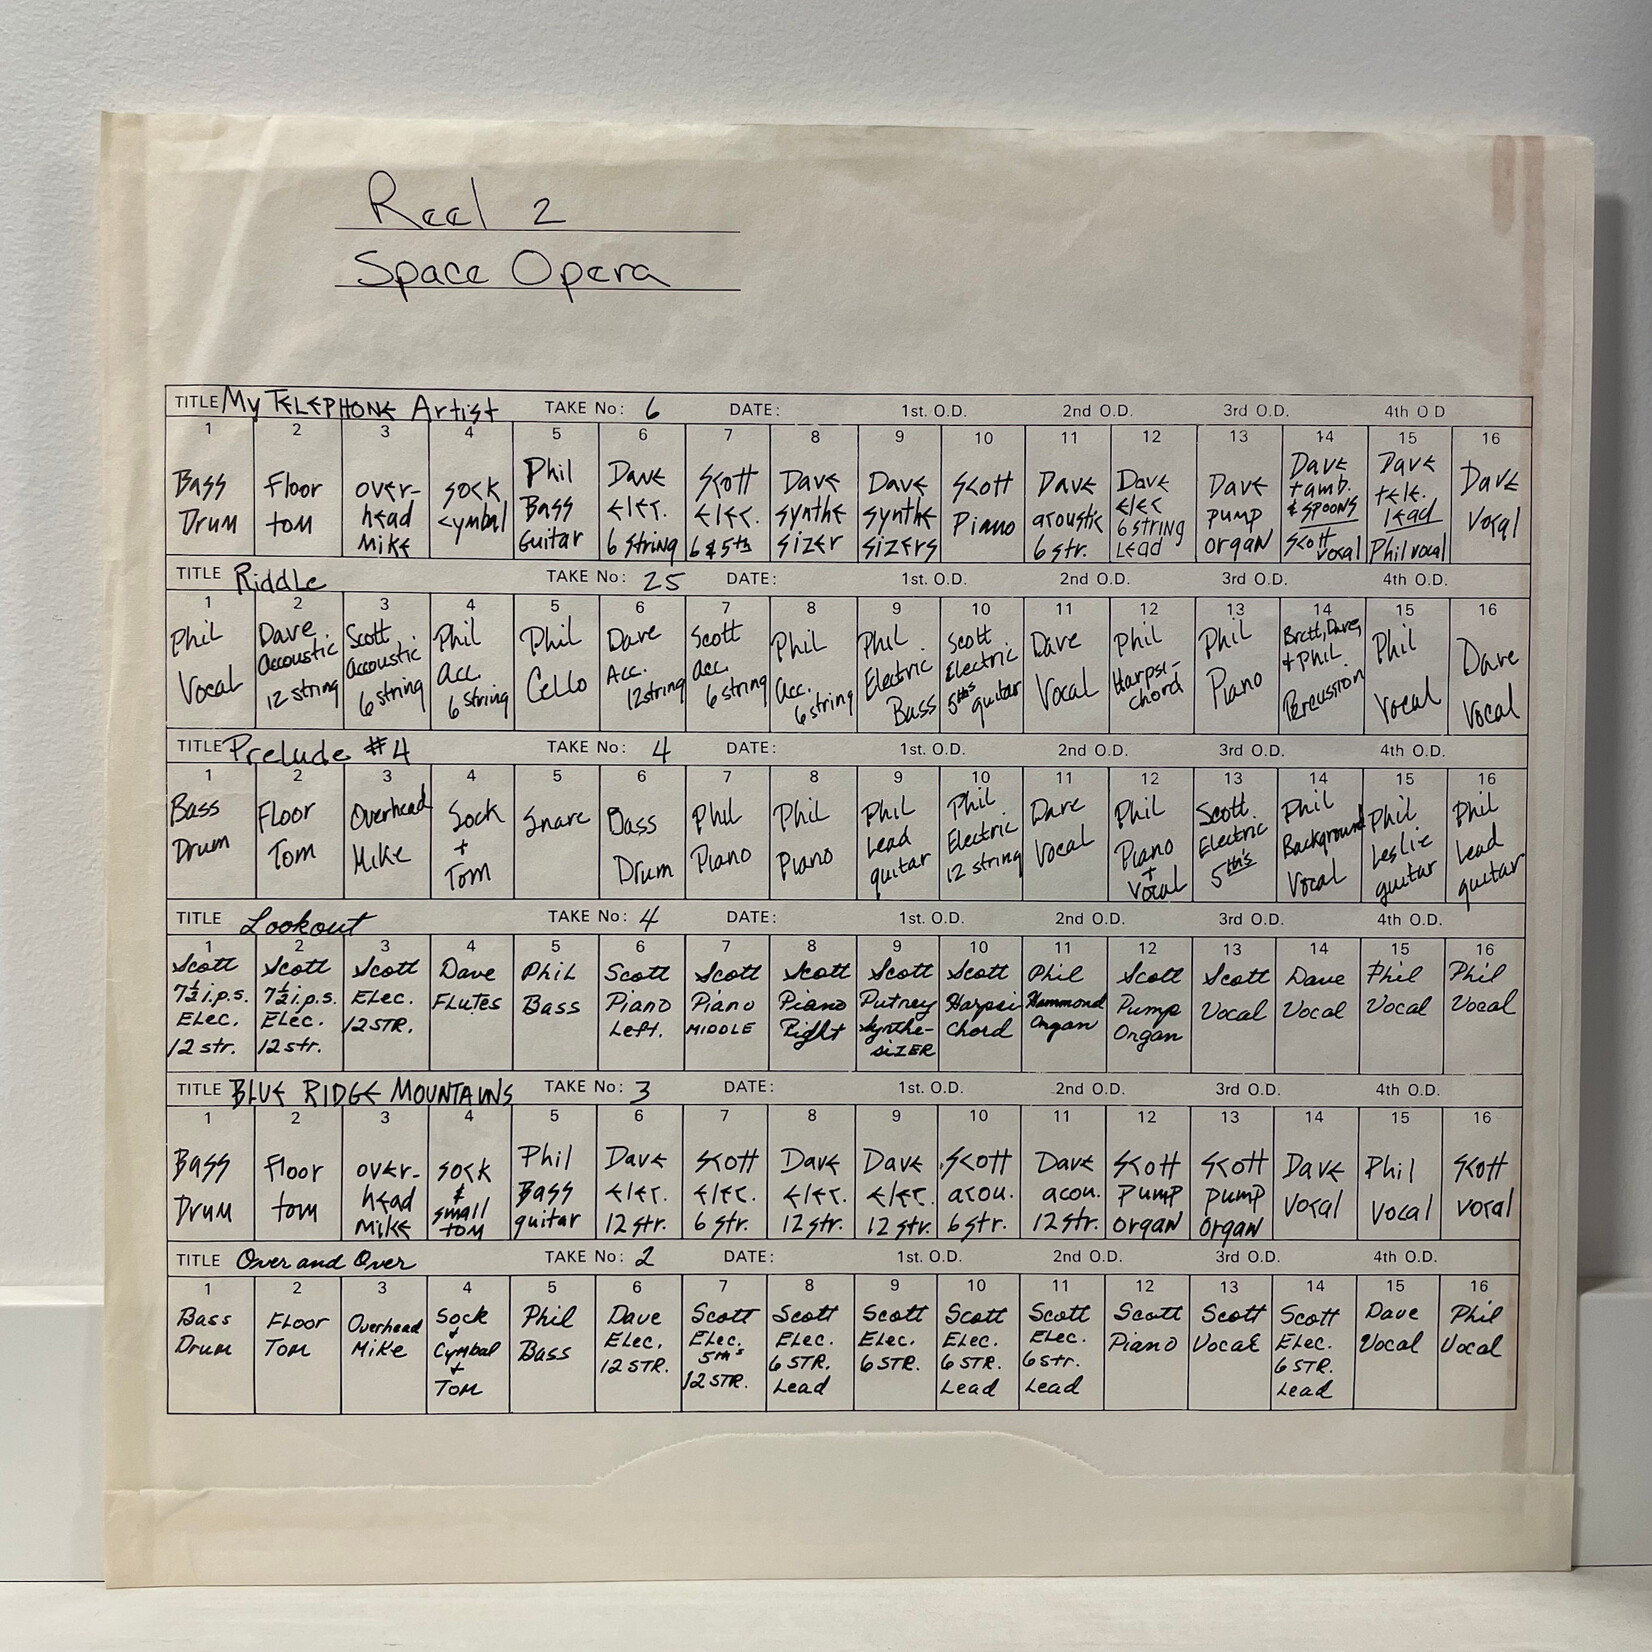 Reel 2
Space Opera
TITLE My TELEPHONE Artist TAKE No: 6 DATE: 1st. O.D. 2nd O.D. 3rd O.D. 4th O D
1 2 3 4 5 6 7 8 9 10 11 12 13 14 15 16
Bass Drum
Floor tom
over-head Mike
sock cymbal
Phil Bass Guitar
Dave elec. 6 string
Scott elec. 6 & 5th
Dave synthe sizer
Dave synthe sizers
Scott Piano
Dave acoustic 6 str.
Dave elec 6 string Lead
Dave pump organ
Dave tamb. & spoons Scott vocal
Dave tele. lead Phil vocal
Dave Vocal
TITLE Riddle TAKE No: 25 DATE: 1st. O.D. 2nd O.D. 3rd O.D. 4th O.D.
1 2 3 4 5 6 7 8 9 10 11 12 13 14 15 16
Phil Vocal
Dave Accoustic 12 string
Scott Accoustic 6 string
Phil Acc. 6 string
Phil Cello
Dave Acc. 12 string
Scott Acc. 6 string
Phil Acc. 6 string
Phil Electric Bass
Scott Electric 5ths guitar
Dave Vocal
Phil Harpsi-chord
Phil Piano
Brett, Dave, + Phil Percussion
Phil Vocal
Dave Vocal
TITLE Prelude #4 TAKE No: 4 DATE: 1st. O.D. 2nd O.D. 3rd O.D. 4th O.D.
1 2 3 4 5 6 7 8 9 10 11 12 13 14 15 16
Bass Drum
Floor Tom
Overhead Mike
Sock + Tom
Snare
Bass Drum
Phil Piano
Phil Piano
Phil Lead guitar
Phil Electric 12 string
Dave Vocal
Phil Piano + Vocal
Scott Electric 5th's
Phil Background Vocal
Phil Leslie guitar
Phil Lead guitar
TITLE Lookout TAKE No: 4 DATE: 1st. O.D. 2nd O.D. 3rd O.D. 4th O.D.
1 2 3 4 5 6 7 8 9 10 11 12 13 14 15 16
Scott 7½ i.p.s. Elec. 12 str.
Scott 7½ i.p.s. Elec. 12 str.
Scott Elec. 12 STR.
Dave Flutes
Phil Bass
Scott Piano Left.
Scott Piano MIDDLE
Scott Piano Right
Scott Putney Synthe-sizer
Scott Harpsi Chord
Phil Hammond Organ
Scott Pump Organ
Scott Vocal
Dave Vocal
Phil Vocal
Phil Vocal
TITLE BLUE RIDGE MOUNTAINS TAKE No: 3 DATE: 1st. O.D. 2nd O.D. 3rd O.D. 4th O.D.
1 2 3 4 5 6 7 8 9 10 11 12 13 14 15 16
Bass Drum
Floor tom
over-head mike
sock & small tom
Phil Bass guitar
Dave elec. 12 str.
Scott elec. 6 str.
Dave elec. 12 str.
Dave elec. 12 str.
Scott acou. 6 str.
Dave acou. 12 str.
Scott pump organ
Scott pump organ
Dave vocal
Phil vocal
Scott vocal
TITLE Over and Over TAKE No: 2 DATE: 1st. O.D. 2nd O.D. 3rd O.D. 4th O.D.
1 2 3 4 5 6 7 8 9 10 11 12 13 14 15 16
Bass Drum
Floor Tom
Overhead Mike
Sock + Cymbal + Tom
Phil Bass
Dave Elec. 12 STR.
Scott Elec. 5th's 12 STR.
Scott Elec. 6 STR. Lead
Scott Elec. 6 STR.
Scott Elec. 6 STR. Lead
Scott Elec. 6 str. Lead
Scott Piano
Scott Vocal
Scott Elec. 6 STR. Lead
Dave Vocal
Phil Vocal